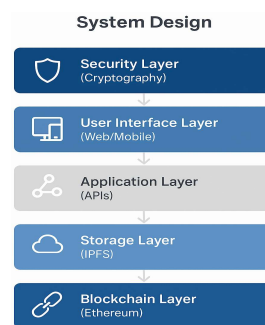 System Design
Security Layer
(Cryptography)
User Interface Layer
(Web/Mobile)
Application Layer
(APIs)
Storage Layer
(IPFS)
Blockchain Layer
(Ethereum)